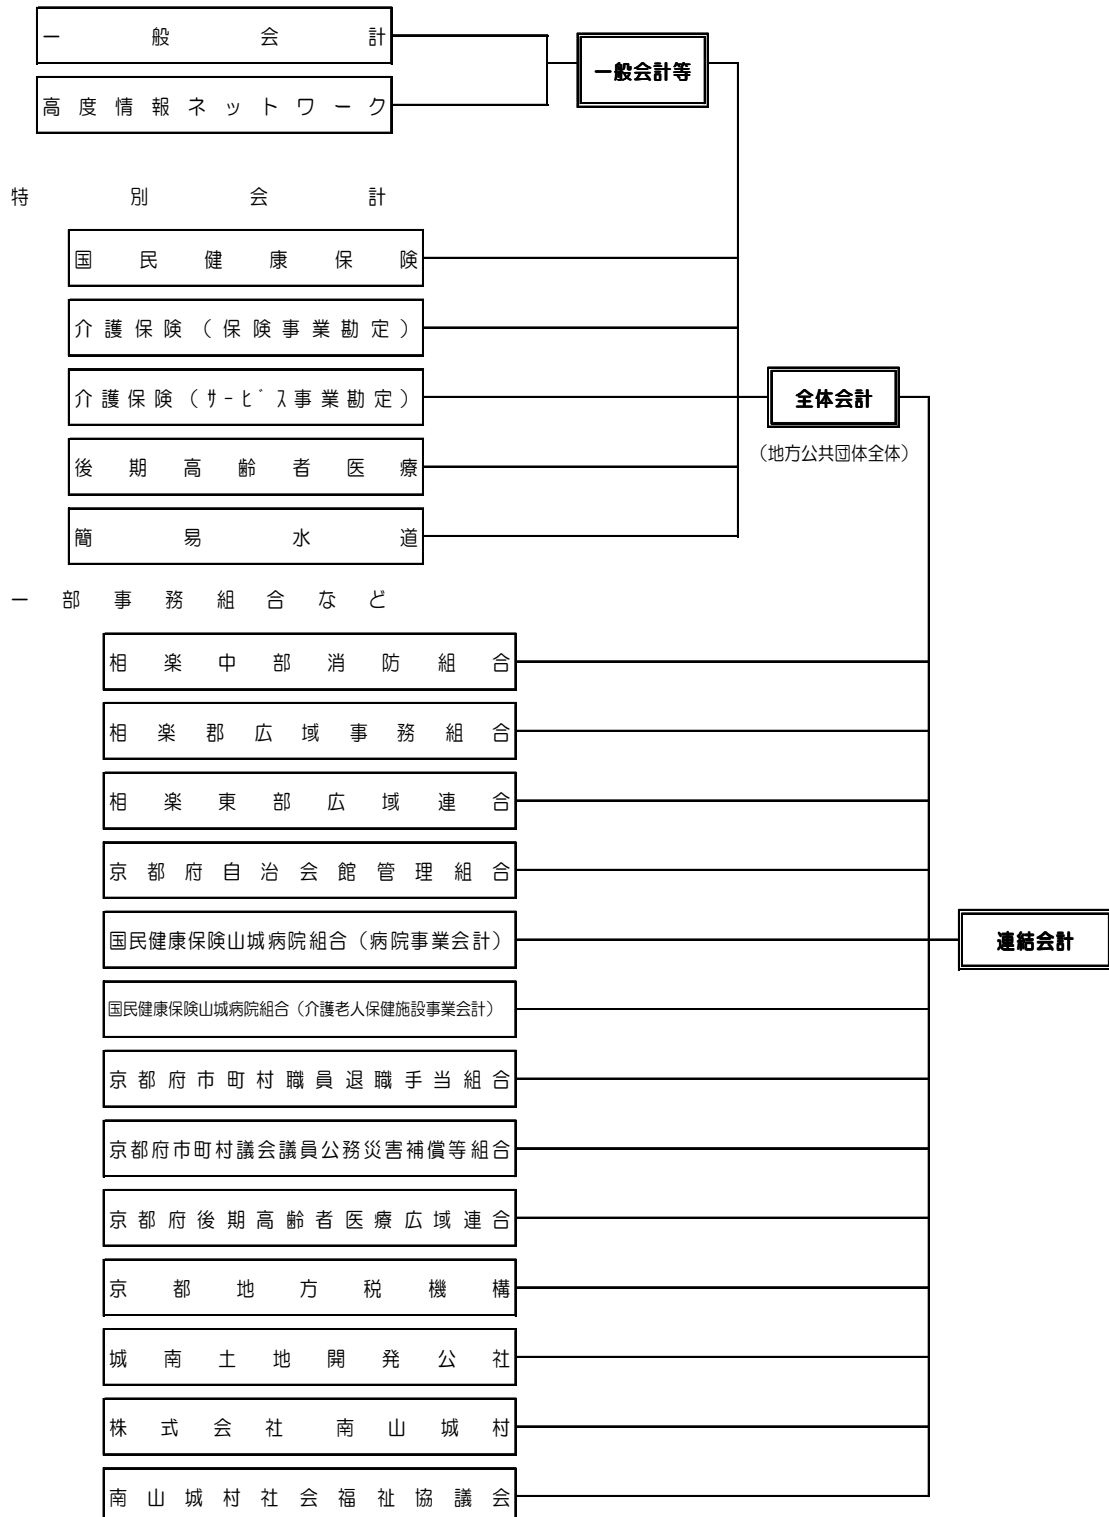 一般会計
一般会計等
高度情報ネットワーク
特別会計
国民健康保険
介護保険（保険事業勘定）
介護保険（ｻｰﾋﾞｽ事業勘定）
全体会計
（地方公共団体全体）
後期高齢者医療
簡易水道
一部事務組合など
相楽中部消防組合
相楽郡広域事務組合
相楽東部広域連合
京都府自治会館管理組合
国民健康保険山城病院組合（病院事業会計）
連結会計
国民健康保険山城病院組合（介護老人保健施設事業会計）
京都府市町村職員退職手当組合
京都府市町村議会議員公務災害補償等組合
京都府後期高齢者医療広域連合
京都地方税機構
城南土地開発公社
株式会社　南山城村
南山城村社会福祉協議会